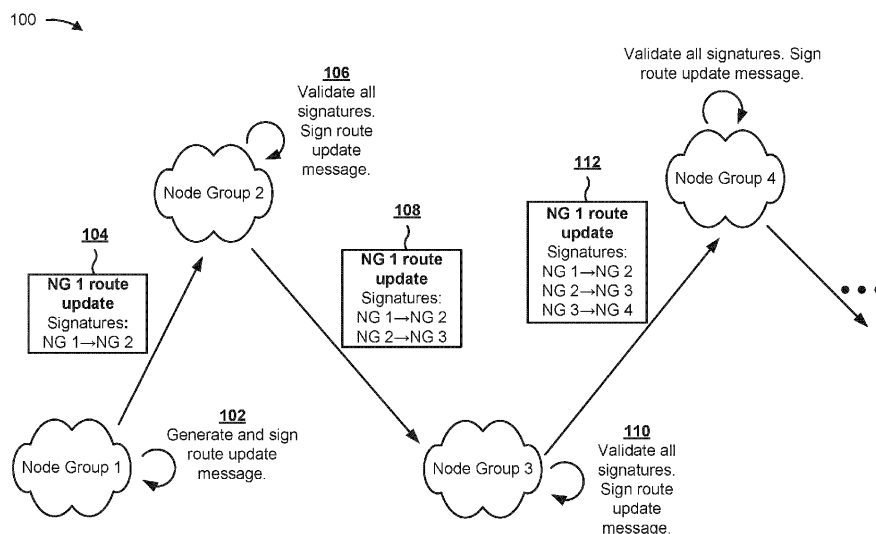 100
Validate all signatures. Sign
route update message.
106
Validate all
signatures.
Sign route
update
message.
Node Group 2
Node Group 4
112
NG 1 route
update
Signatures:
NG 1→NG 2
NG 2→NG 3
NG 3→NG 4
108
NG 1 route
update
Signatures:
NG 1→NG 2
NG 2→NG 3
104
NG 1 route
update
Signatures:
NG 1→NG 2
102
Generate and sign
route update
message.
Node Group 1
Node Group 3
110
Validate all
signatures.
Sign route
update
message.